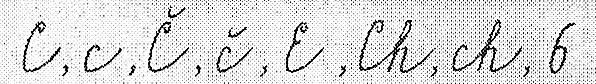 C, c, Č, č, E, Ch, ch, 6